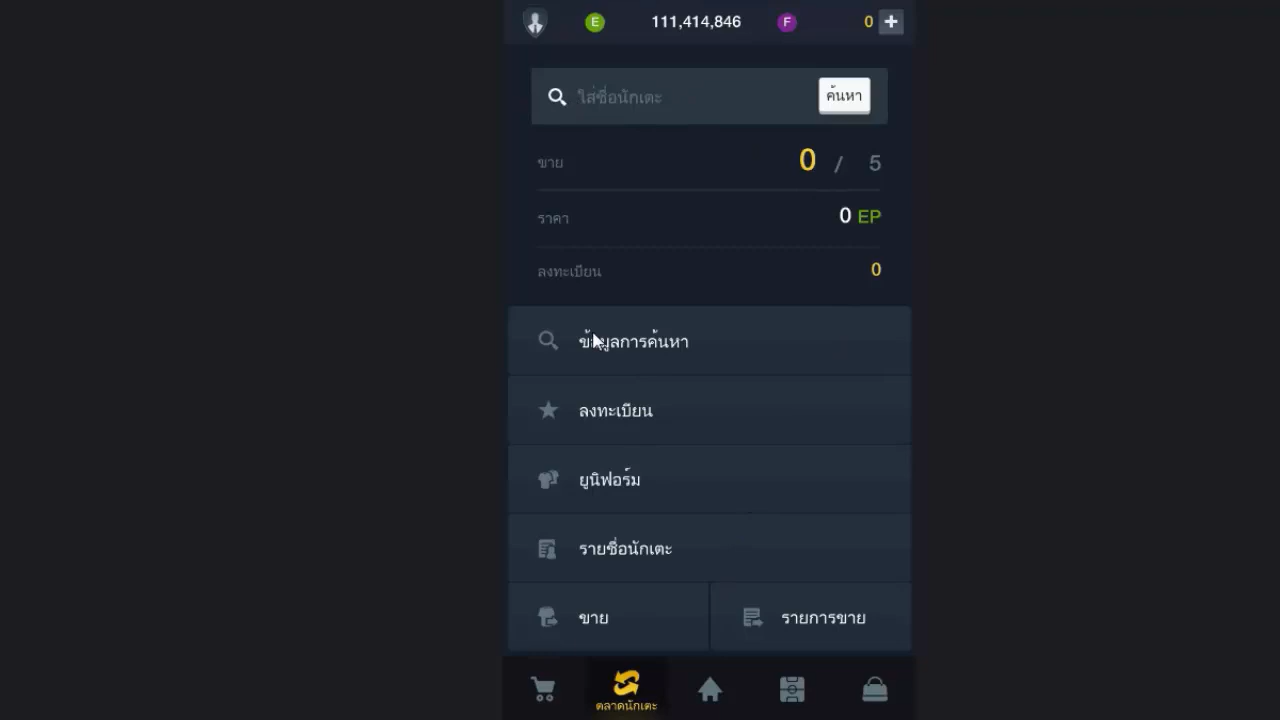 E 111,414,846 F 0 +
ใส่ชื่อนักเตะ ค้นหา
ขาย 0 / 5
ราคา 0 EP
ลงทะเบียน 0
ข้อมูลการค้นหา
ลงทะเบียน
ยูนิฟอร์ม
รายชื่อนักเตะ
ขาย รายการขาย
ตลาดนักเตะ